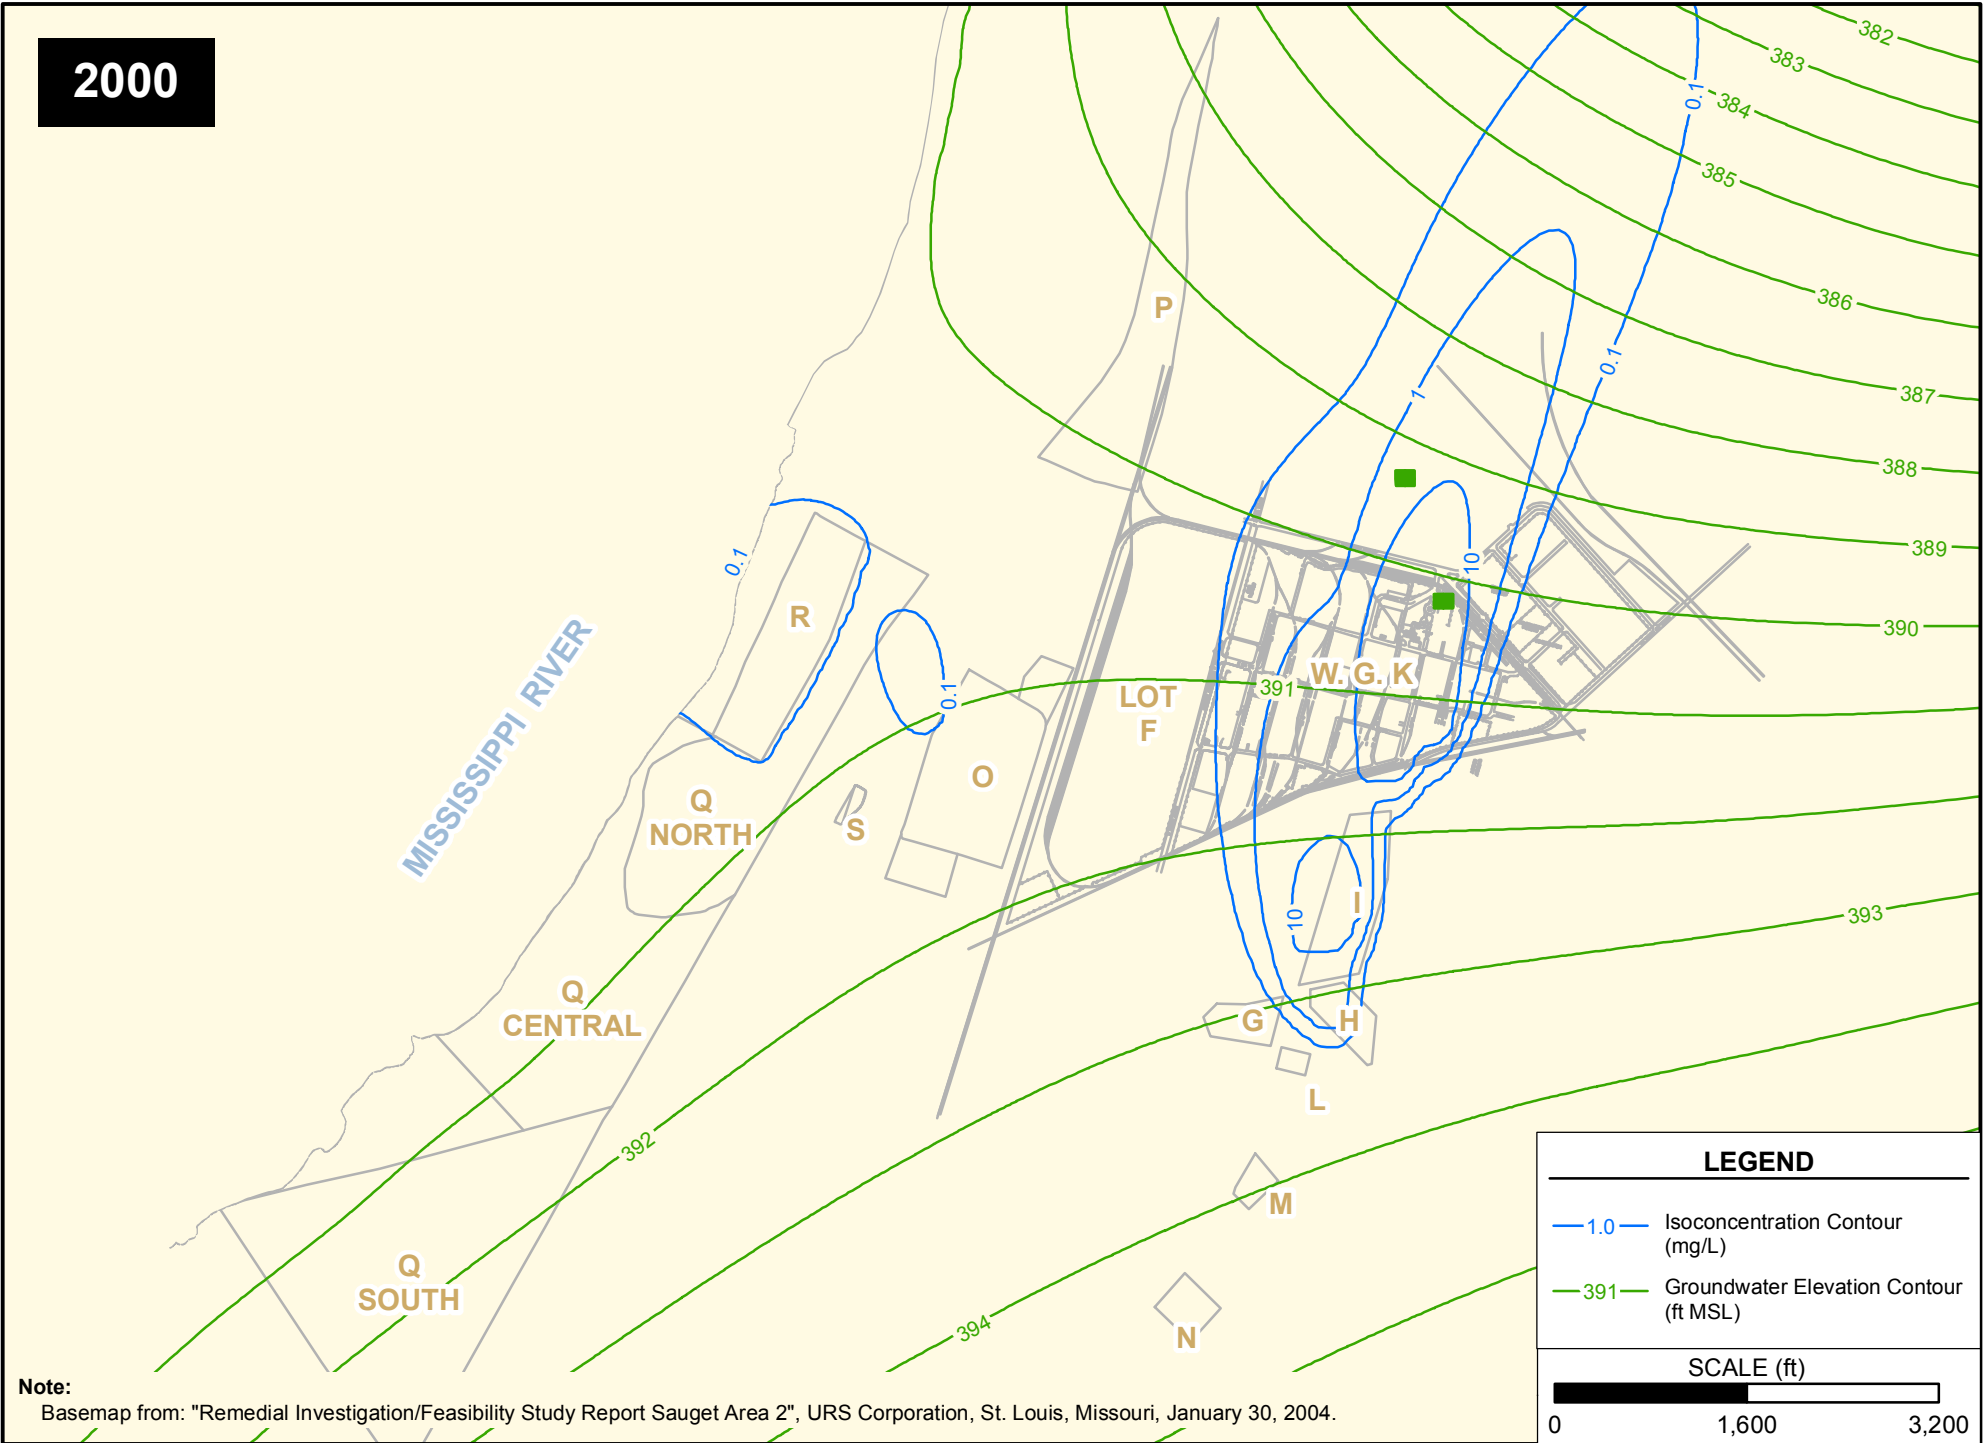 2000
382
383
0.1
384
385
386
P
0.1
387
1
388
389
10
0.1
R
390
MISSISSIPPI RIVER
W. G. K
391
0.1
LOT
F
O
Q
NORTH
S
I
10
393
Q
CENTRAL
G
H
L
392
M
Q
SOUTH
394
N
LEGEND
1.0
Isoconcentration Contour
(mg/L)
391
Groundwater Elevation Contour
(ft MSL)
SCALE (ft)
0
1,600
3,200
Note:
Basemap from: "Remedial Investigation/Feasibility Study Report Sauget Area 2", URS Corporation, St. Louis, Missouri, January 30, 2004.